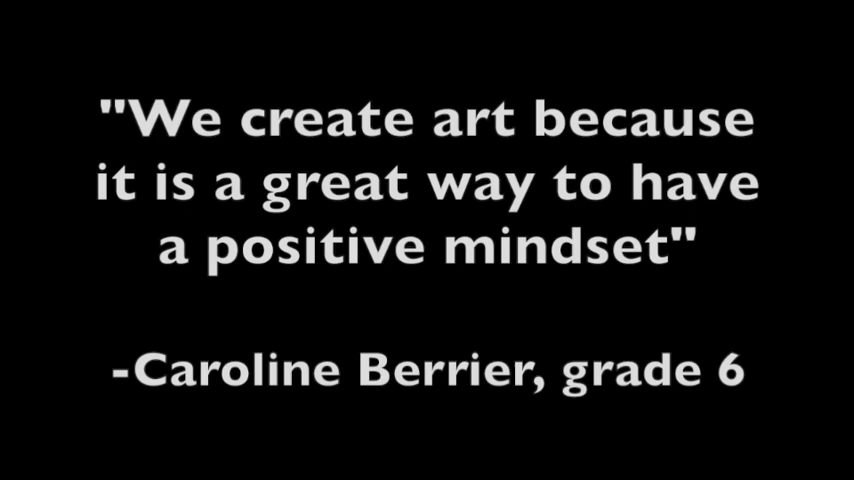 "We create art because
it is a great way to have
a positive mindset"
-Caroline Berrier, grade 6